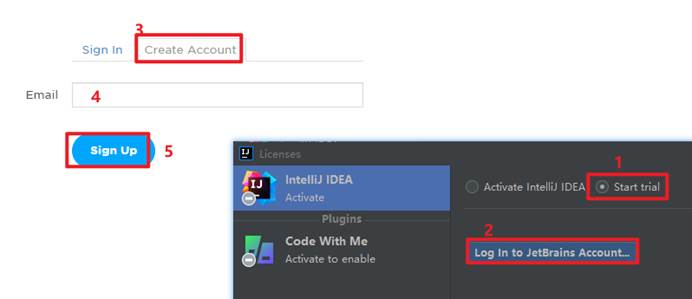 3
Sign In
Create Account
Email
4
Sign Up
5
Licenses
1
IJ
IntelliJ IDEA
Activate
Activate IntelliJ IDEA
Start trial
Plugins
2
Code With Me
Activate to enable
Log In to JetBrains Account...